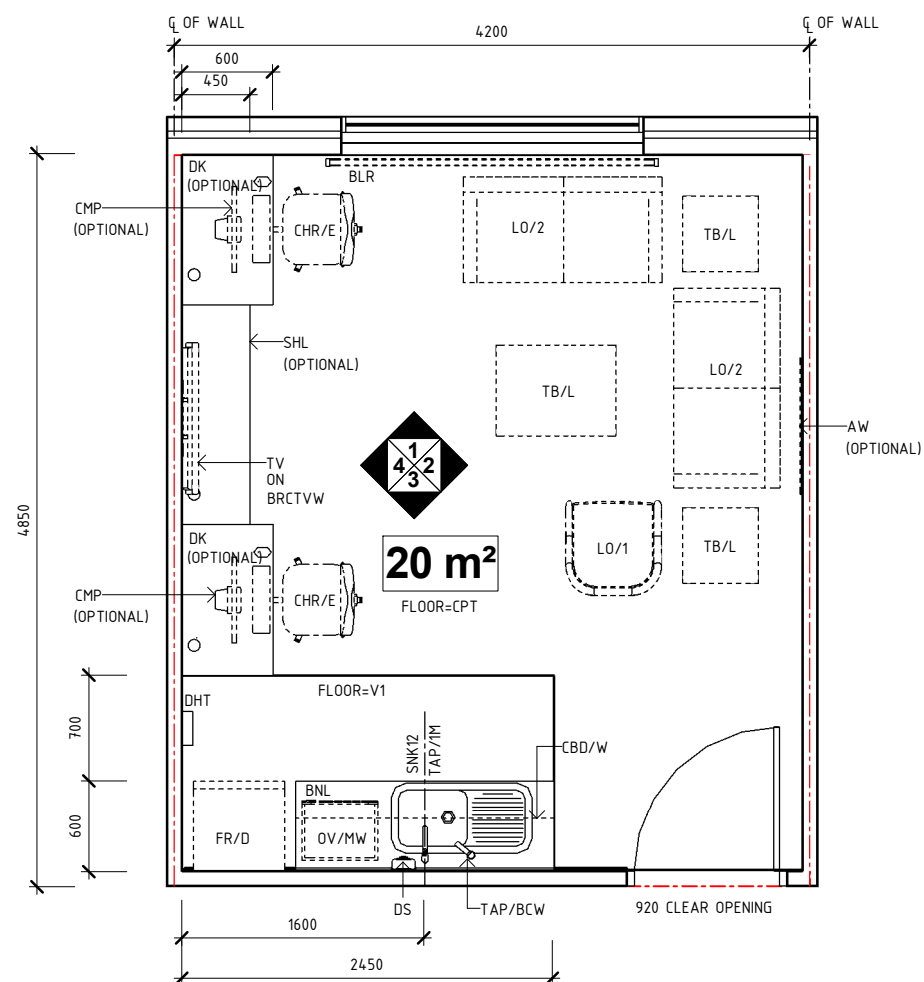 ℄ OF WALL
℄ OF WALL
4200
600
450
DK
(OPTIONAL)
BLR
CMP
(OPTIONAL)
CHR/E
LO/2
TB/L
SHL
(OPTIONAL)
TB/L
LO/2
AW
(OPTIONAL)
1
4 2
3
TV
ON
BRCTVW
4850
DK
(OPTIONAL)
20 m²
LO/1
TB/L
CMP
(OPTIONAL)
CHR/E
FLOOR=CPT
FLOOR=V1
DHT
700
SNK12
TAP/1M
CBD/W
BNL
600
FR/D
OV/MW
DS
TAP/BCW
920 CLEAR OPENING
1600
2450